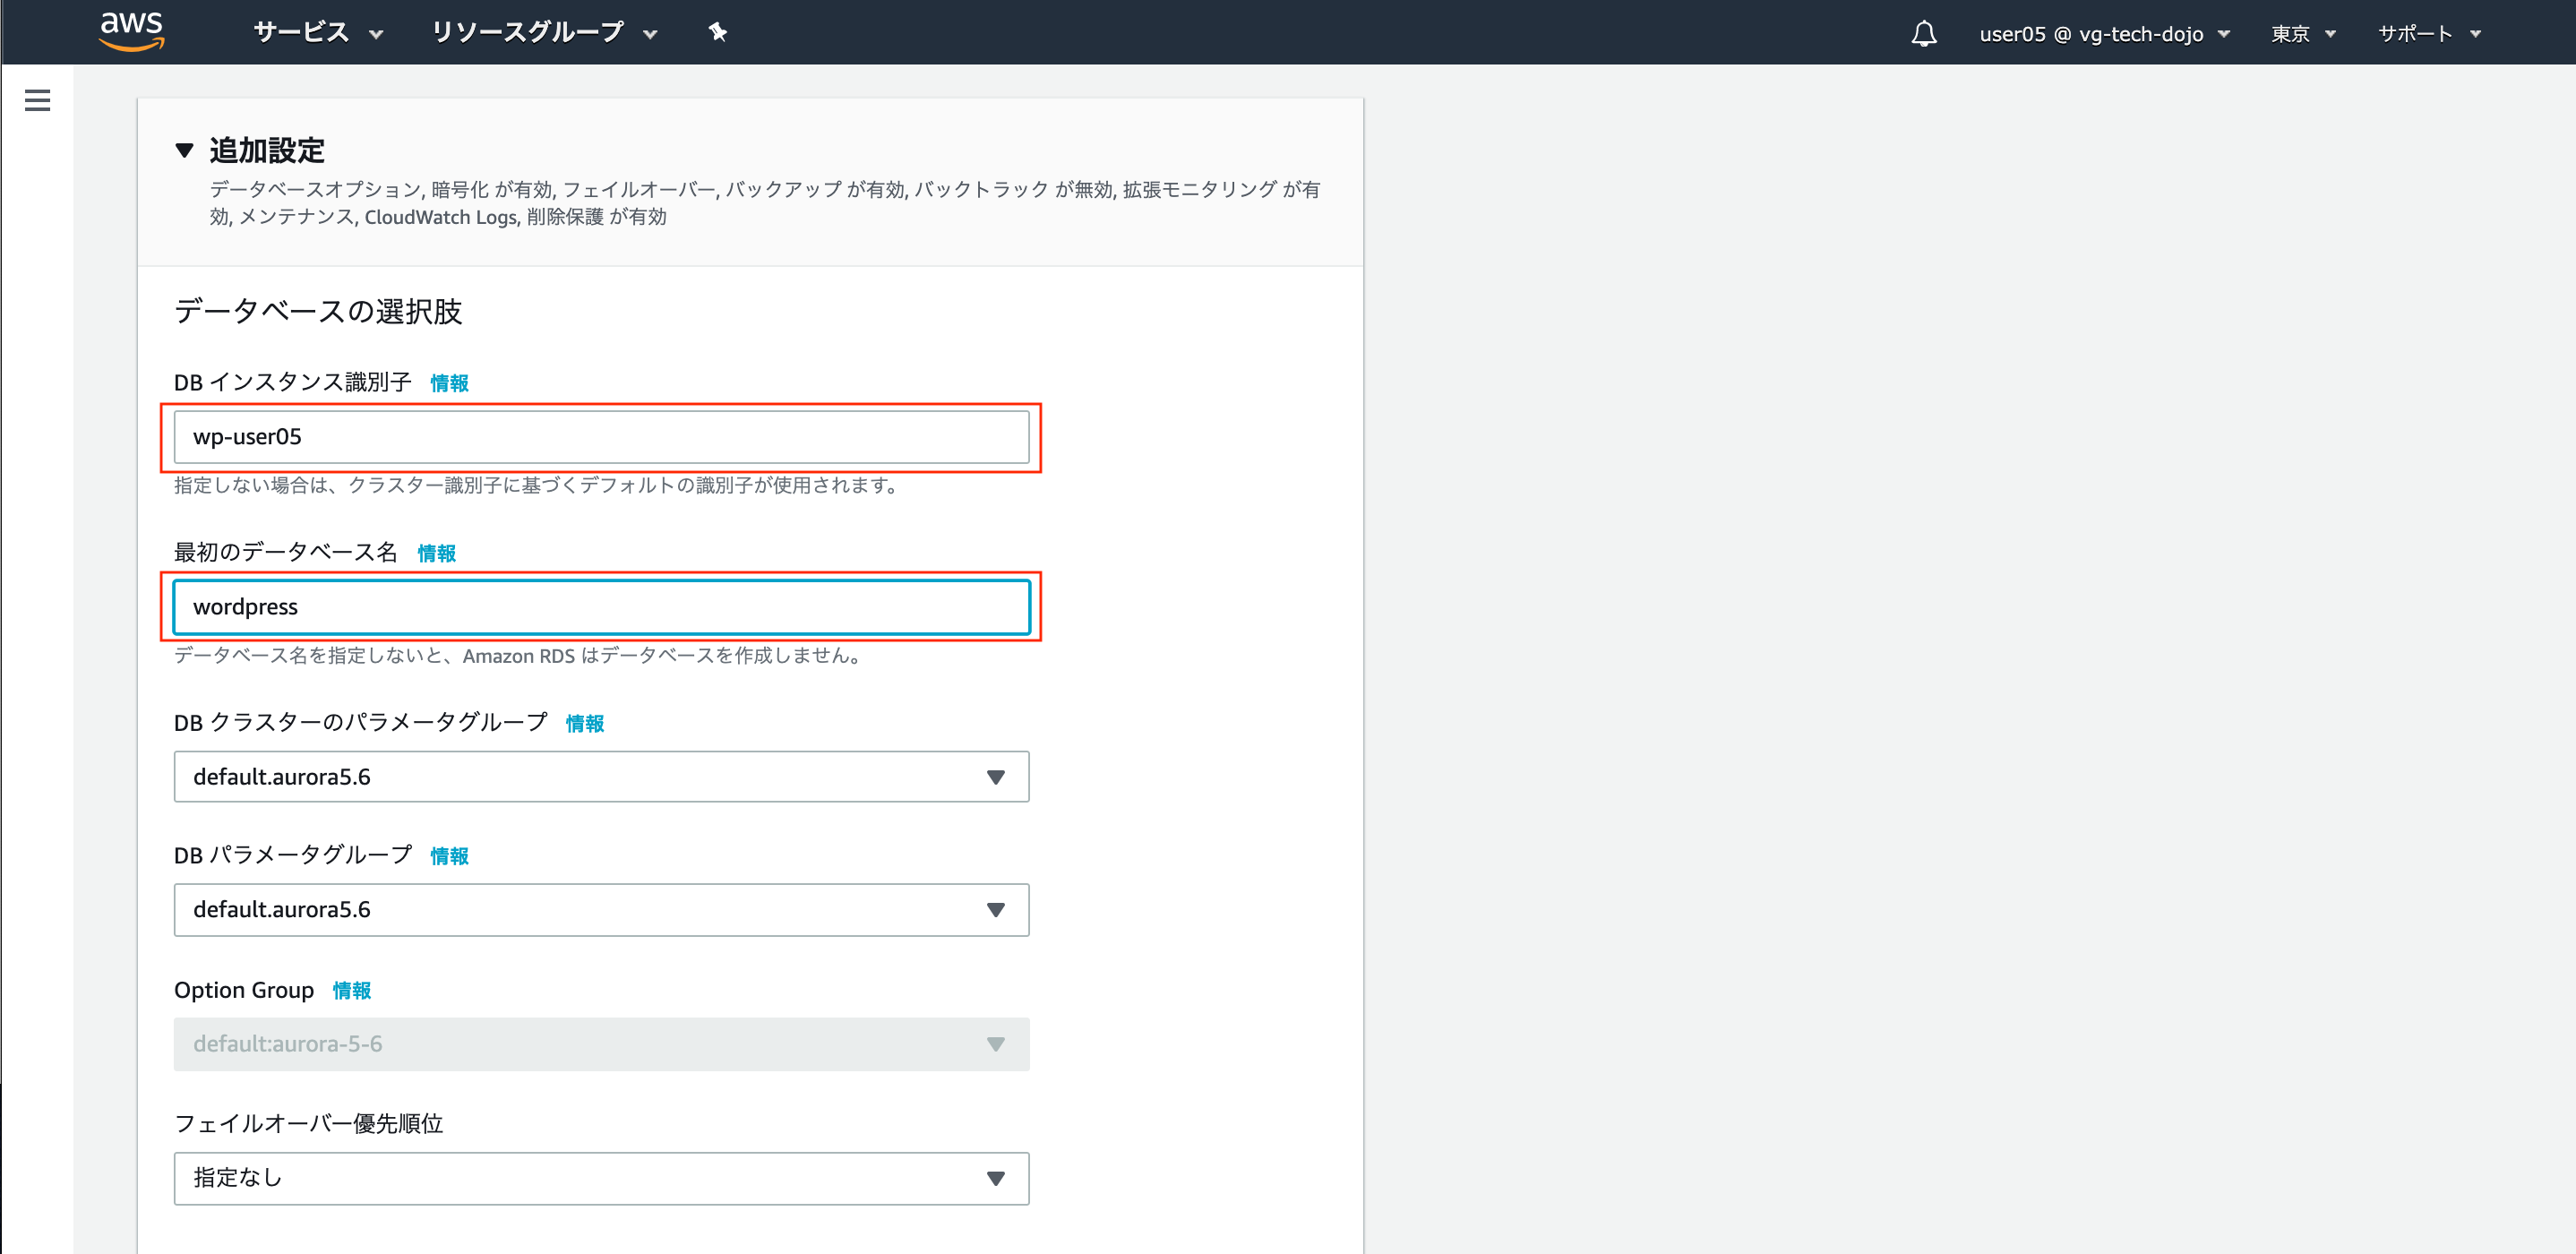 aws サービス リソースグループ user05 @ vg-tech-dojo 東京 サポート
追加設定
データベースオプション, 暗号化 が有効, フェイルオーバー, バックアップ が有効, バックトラック が無効, 拡張モニタリング が有
効, メンテナンス, CloudWatch Logs, 削除保護 が有効
データベースの選択肢
DB インスタンス識別子 情報
wp-user05
指定しない場合は、クラスター識別子に基づくデフォルトの識別子が使用されます。
最初のデータベース名 情報
wordpress
データベース名を指定しないと、Amazon RDS はデータベースを作成しません。
DB クラスターのパラメータグループ 情報
default.aurora5.6
DB パラメータグループ 情報
default.aurora5.6
Option Group 情報
default:aurora-5-6
フェイルオーバー優先順位
指定なし